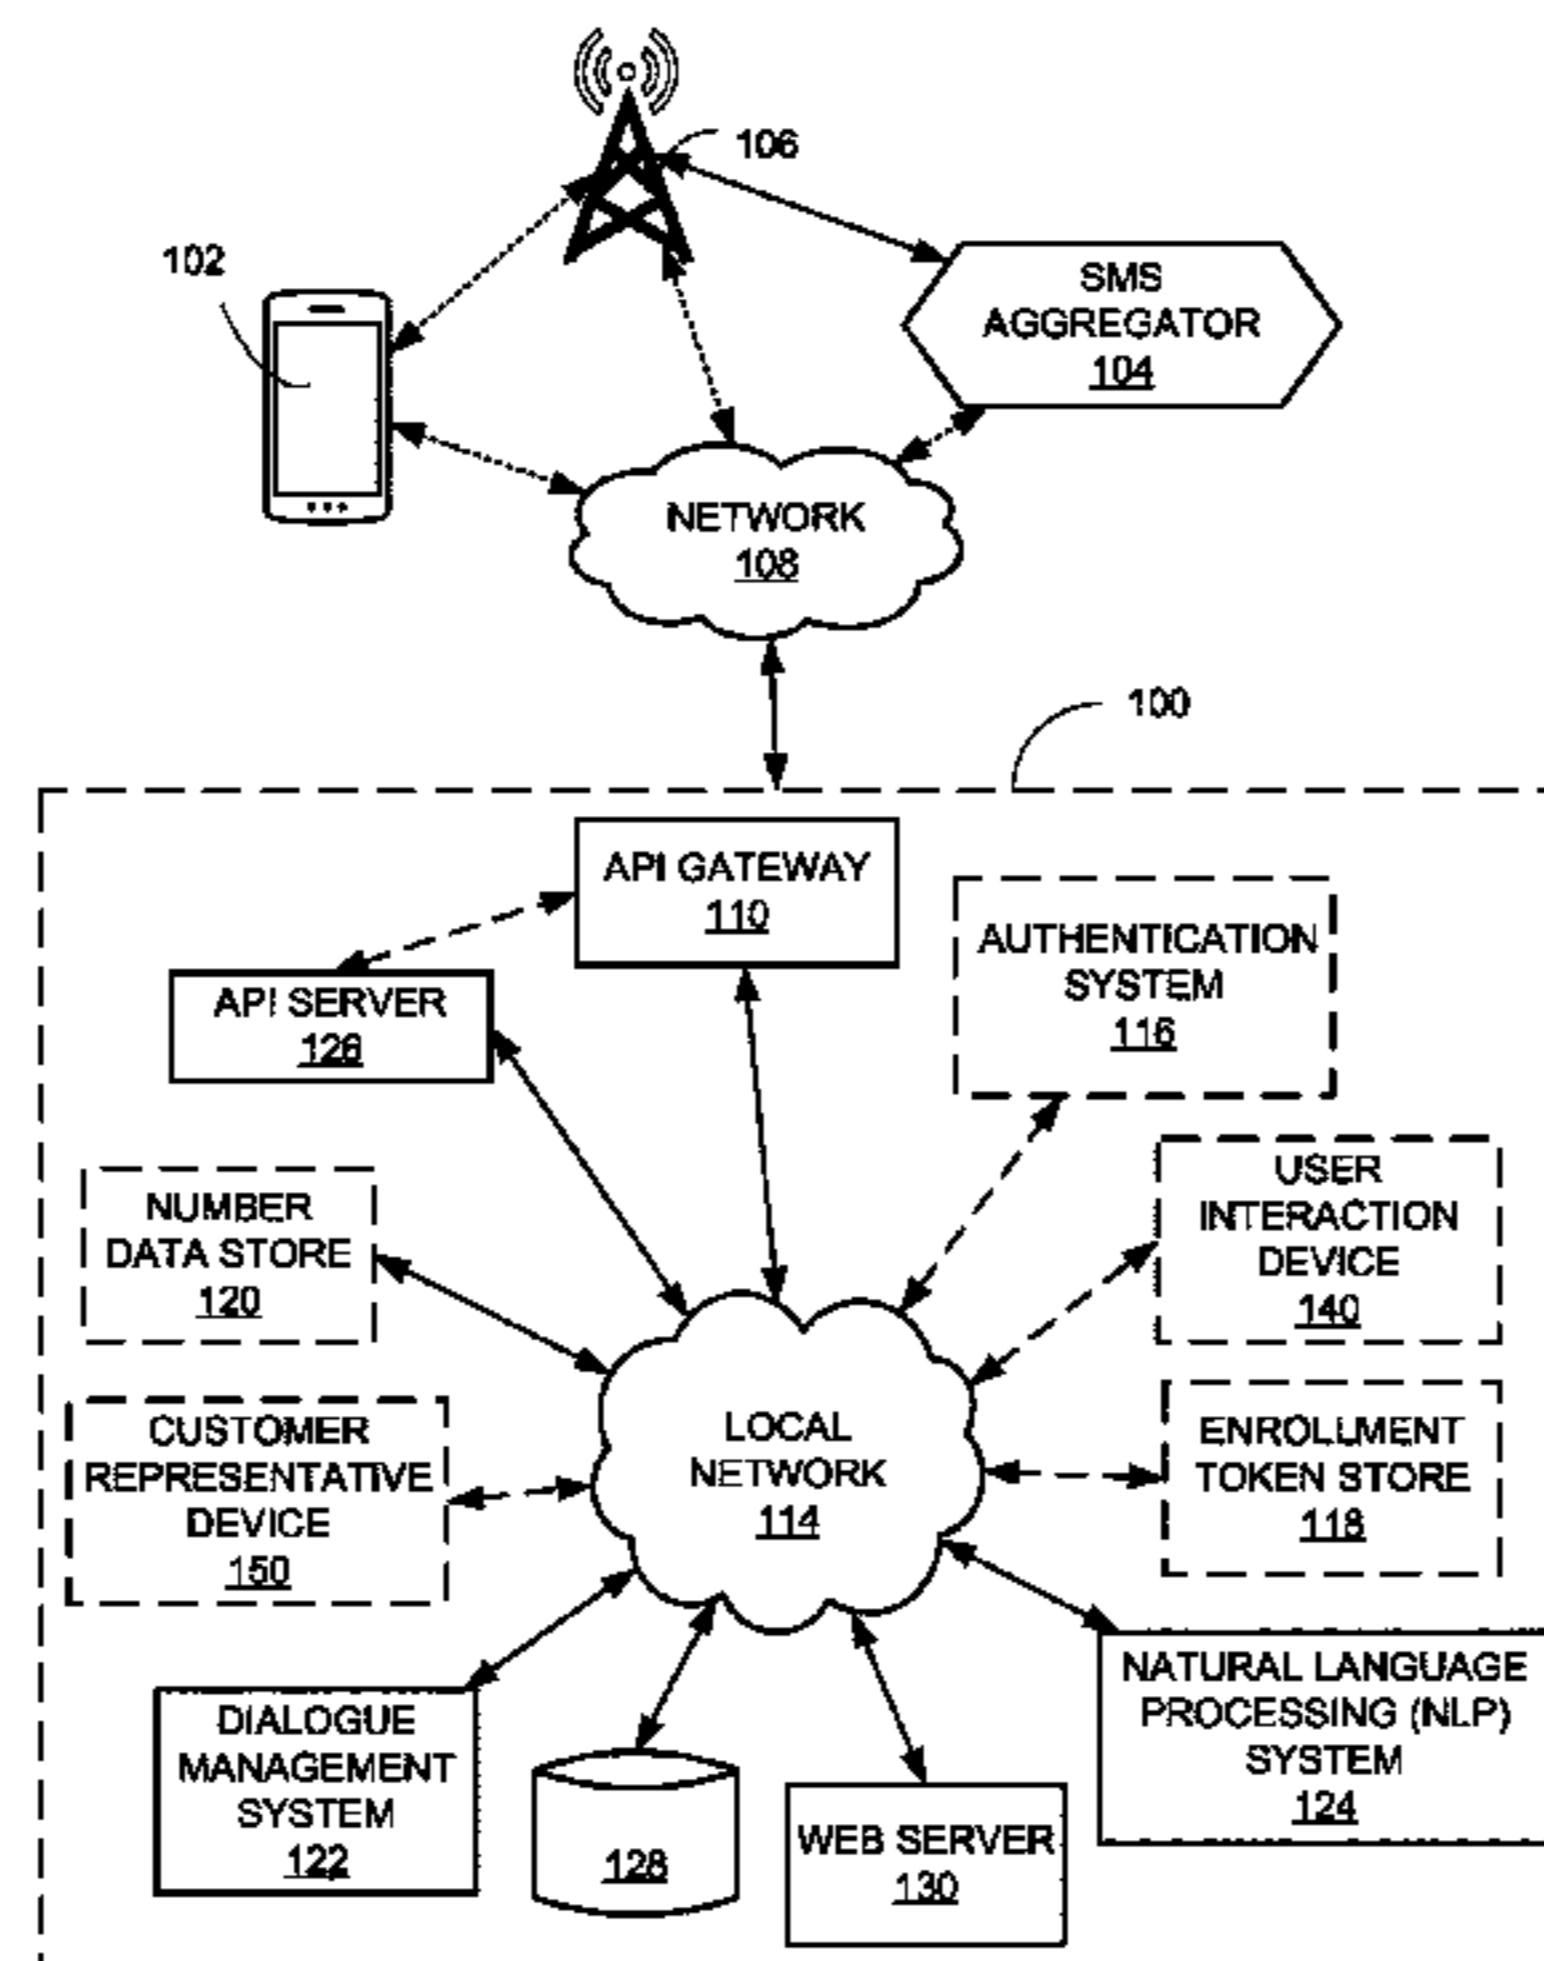 106
102
SMS
AGGREGATOR
104
NETWORK
108
100
API GATEWAY
110
AUTHENTICATION
SYSTEM
116
API SERVER
126
USER
INTERACTION
DEVICE
140
NUMBER
DATA STORE
120
CUSTOMER
REPRESENTATIVE
DEVICE
150
LOCAL
NETWORK
114
ENROLLMENT
TOKEN STORE
118
NATURAL LANGUAGE
PROCESSING (NLP)
SYSTEM
124
DIALOGUE
MANAGEMENT
SYSTEM
122
128
WEB SERVER
130